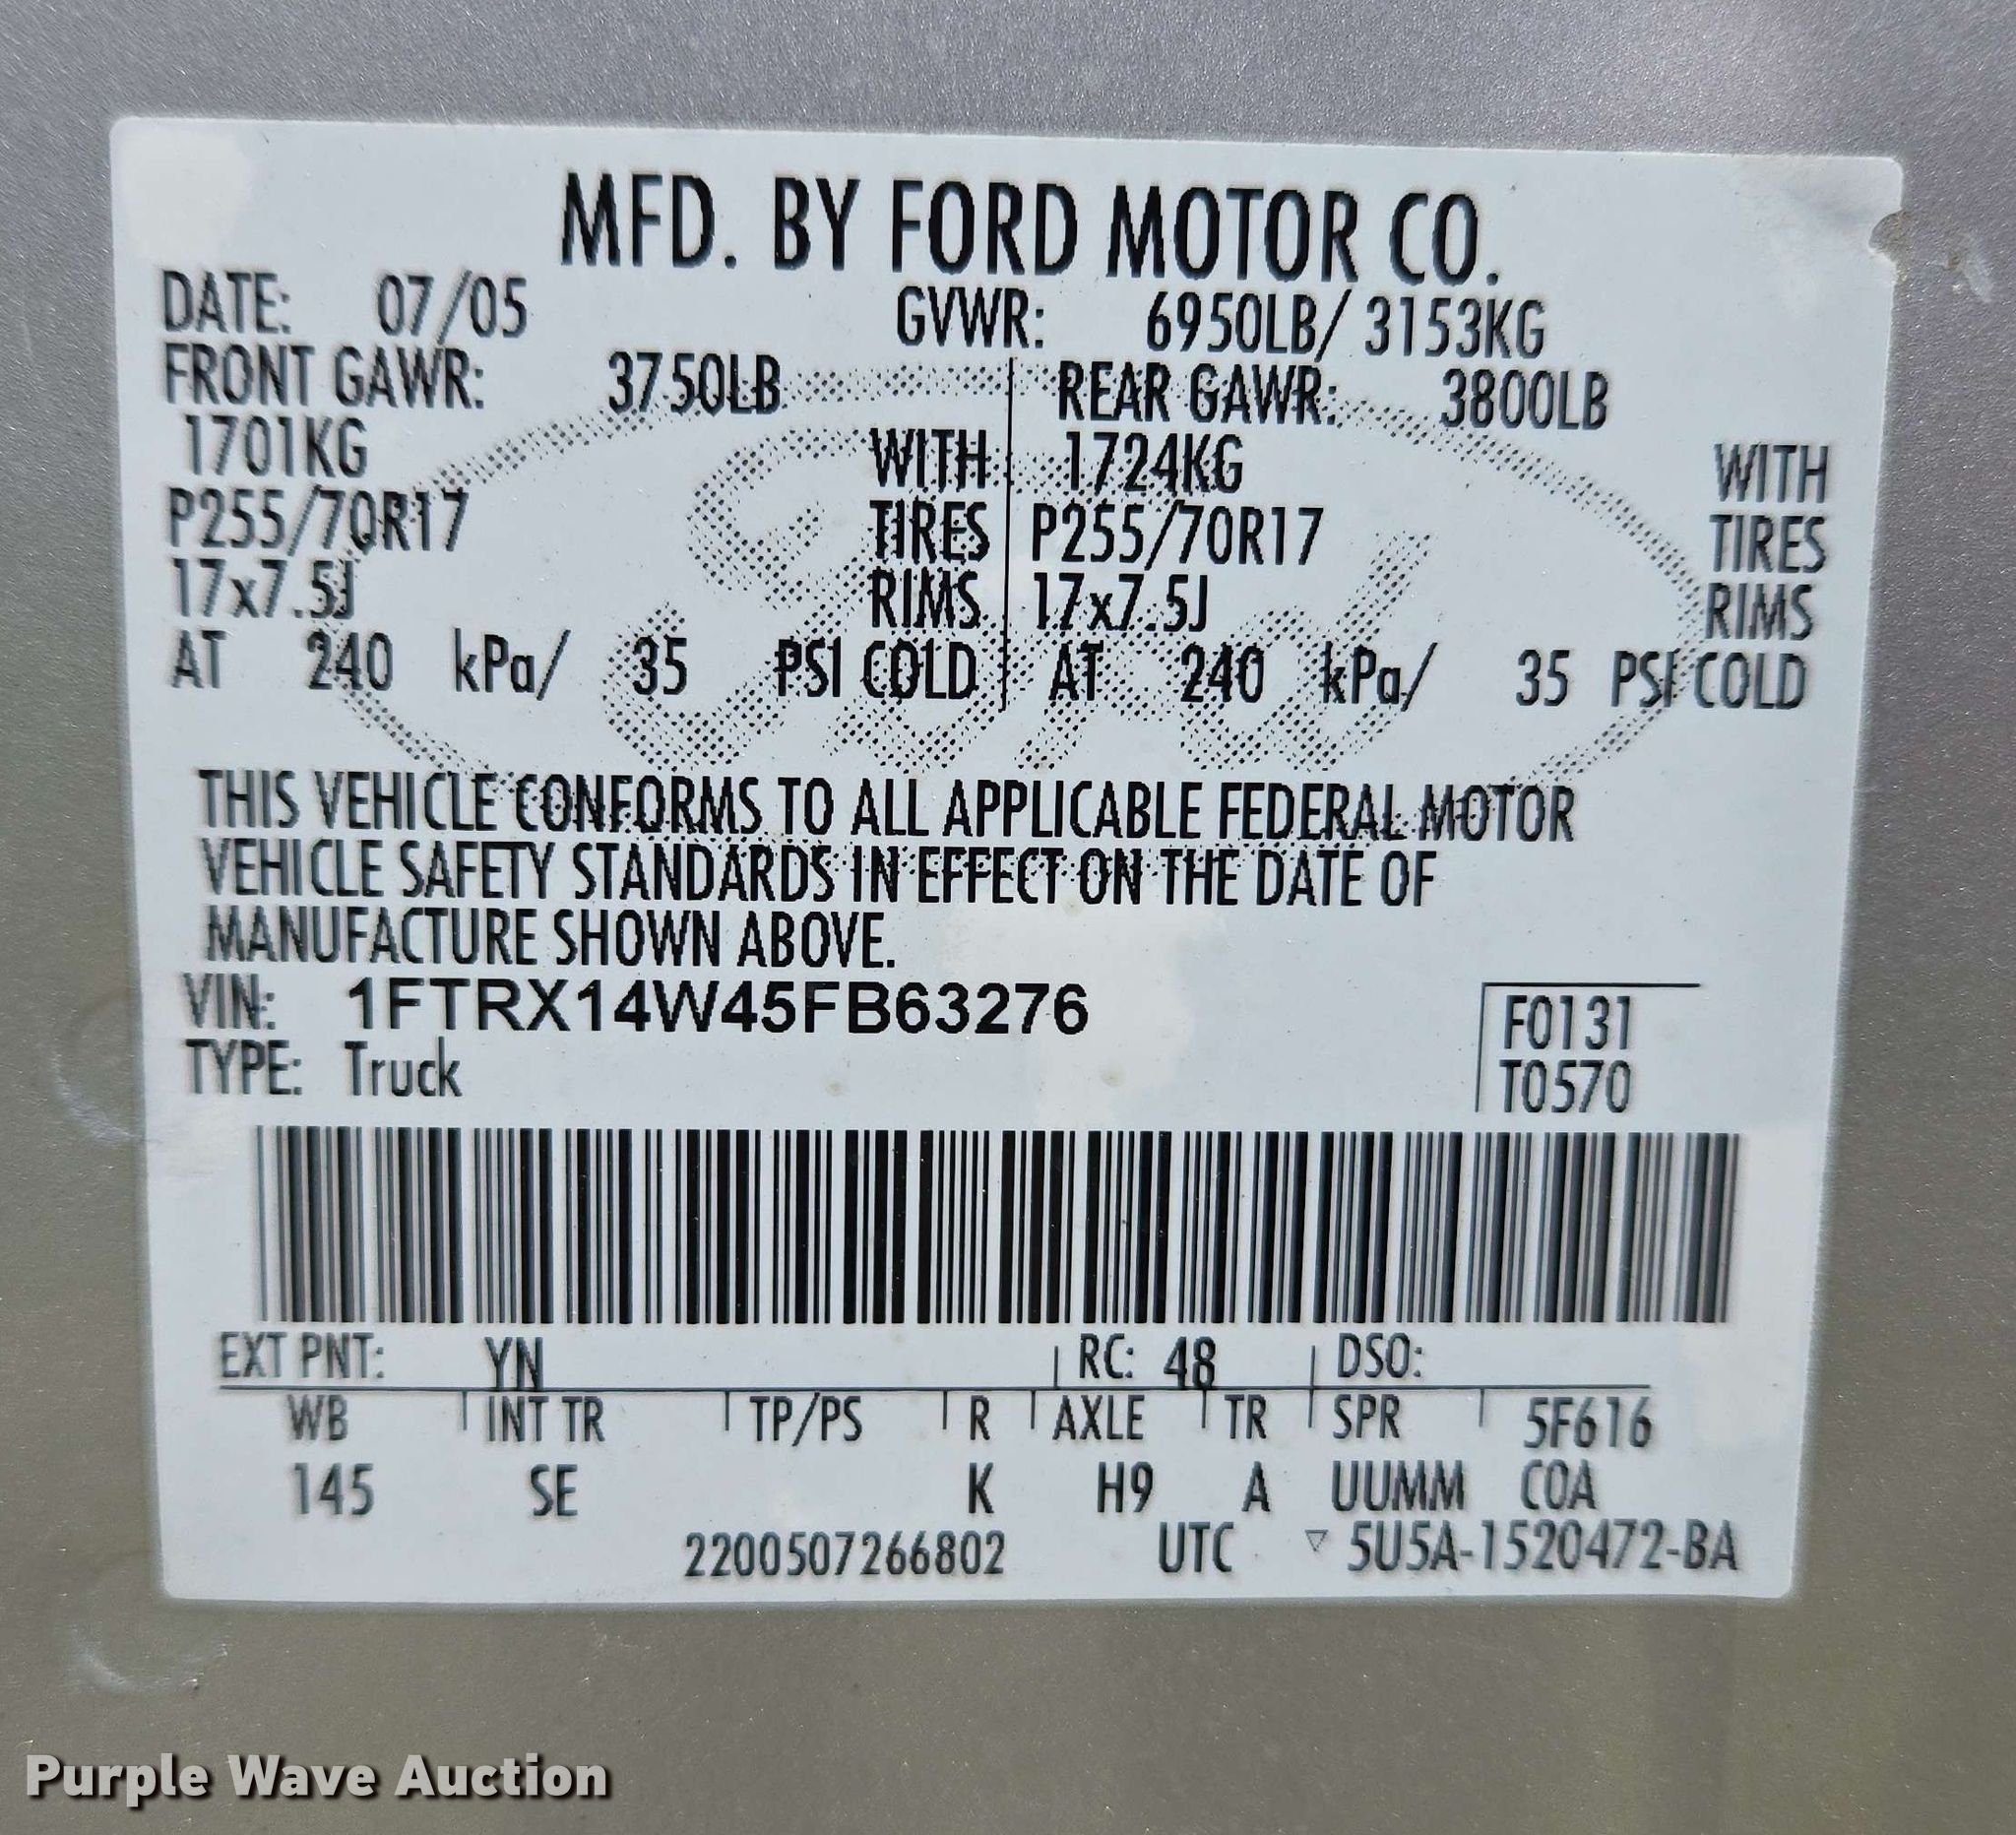 MFD. BY FORD MOTOR CO.
DATE: 07/05 GVWR: 6950LB/ 3153KG
FRONT GAWR: 3750LB REAR GAWR: 3800LB
1701KG WITH 1724KG WITH
P255/70R17 TIRES P255/70R17 TIRES
17x7.5J RIMS 17x7.5J RIMS
AT 240 kPa/ 35 PSI COLD AT 240 kPa/ 35 PSI COLD
THIS VEHICLE CONFORMS TO ALL APPLICABLE FEDERAL MOTOR
VEHICLE SAFETY STANDARDS IN EFFECT ON THE DATE OF
MANUFACTURE SHOWN ABOVE.
VIN: 1FTRX14W45FB63276 F0131
TYPE: Truck T0570
EXT PNT: YN RC: 48 DSO:
WB INT TR TP/PS R AXLE TR SPR 5F616
145 SE K H9 A UUMM COA
2200507266802 UTC ▽ 5U5A-1520472-BA
Purple Wave Auction